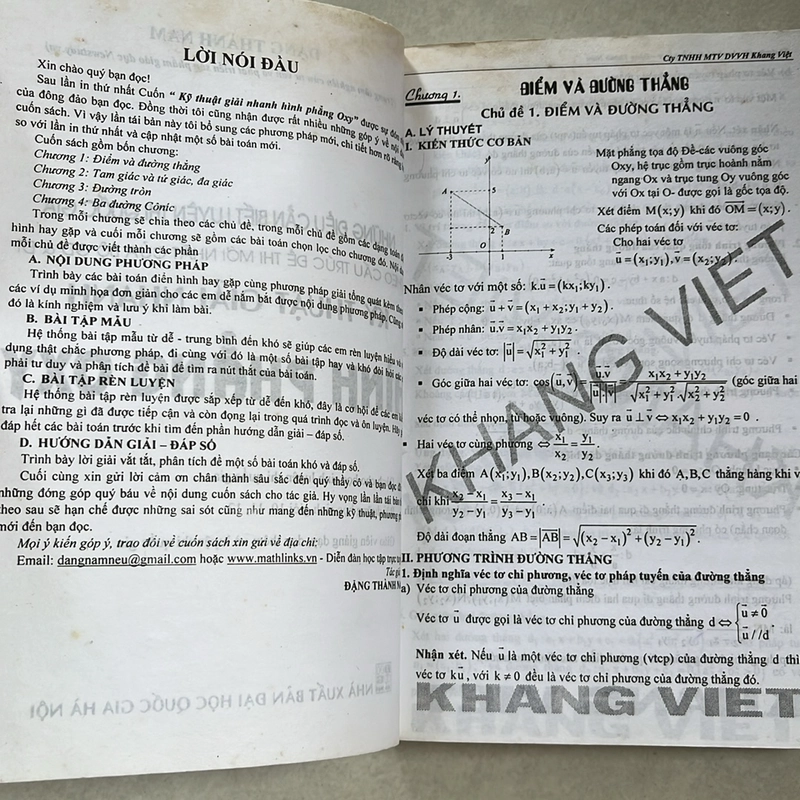 LỜI NÓI ĐẦU
Xin chào quý bạn đọc!
Sau lần in thứ nhất Cuốn " Kỹ thuật giải nhanh hình phẳng Oxy" được sự đón
của đông đảo bạn đọc. Đồng thời tôi cũng nhận được rất nhiều những góp ý về nội
cuốn sách. Vì vậy lần tái bản này tôi bổ sung các phương pháp mới, chi tiết hơn rõ ràng
so với lần in thứ nhất và cập nhật một số bài toán mới.
Cuốn sách gồm bốn chương:
Chương 1: Điểm và đường thẳng
Chương 2: Tam giác và tứ giác, đa giác
Chương 3: Đường tròn
Chương 4: Ba đường Cônic
Trong mỗi chương sẽ chia theo các chủ đề, trong mỗi chủ đề gồm các dạng toán
hình hay gặp và cuối mỗi chương sẽ gồm các bài toán chọn lọc cho chương đó. Nội
mỗi chủ đề được viết thành các phần
A. NỘI DUNG PHƯƠNG PHÁP
Trình bày các bài toán điển hình hay gặp cùng phương pháp giải tổng quát kèm theo
các ví dụ minh họa đơn giản cho các em dễ nắm bắt được nội dung phương pháp. Cùng
đó là kinh nghiệm và lưu ý khi làm bài.
B. BÀI TẬP MẪU
Hệ thống bài tập mẫu từ dễ - trung bình đến khó sẽ giúp các em rèn luyện hiểu
dụng thật chắc phương pháp, đi cùng với đó là một số bài tập hay và khó đòi hỏi các
phải tư duy và phân tích đề bài để tìm ra nút thắt của bài toán.
C. BÀI TẬP RÈN LUYỆN
Hệ thống bài tập rèn luyện được sắp xếp từ dễ đến khó, đây là cơ hội để các em
tra lại những gì đã được tiếp cận và còn đọng lại trong quá trình đọc và ôn luyện. Hãy
đáp hết các bài toán trước khi tìm đến phần hướng dẫn giải – đáp số.
D. HƯỚNG DẪN GIẢI – ĐÁP SỐ
Trình bày lời giải vắt tắt, phân tích đề một số bài toán khó và đáp số.
Cuối cùng xin gửi lời cảm ơn chân thành sâu sắc đến quý thầy cô và bạn đọc
những đóng góp quý báu về nội dung cuốn sách cho tác giả. Hy vọng lần lần tái bản
theo sau sẽ hạn chế được những sai sót cũng như mang đến những kỹ thuật, phương
mới đến bạn đọc.
Mọi ý kiến góp ý, trao đổi về cuốn sách xin gửi về địa chỉ:
Email: dangnamneu@gmail.com hoặc www.mathlinks.vn - Diễn đàn học tập trực
Tác
ĐẶNG THÀNH
Cty TNHH MTV DVVH Khang Việt
Chương 1. ĐIỂM VÀ ĐƯỜNG THẲNG
Chủ đề 1. ĐIỂM VÀ ĐƯỜNG THẲNG
A. LÝ THUYẾT
I. KIẾN THỨC CƠ BẢN
y
A
5
2
B
-3
O
1
x
Mặt phẳng tọa độ Đề-các vuông góc
Oxy, hệ trục gồm trục hoành nằm
ngang Ox và trục tung Oy vuông góc
với Ox tại O- được gọi là gốc tọa độ.
Xét điểm M(x;y) khi đó OM⃗ = (x;y).
Các phép toán đối với véc tơ:
Cho hai véc tơ
u⃗ = (x₁;y₁), v⃗ = (x₂;y₂).
Nhân véc tơ với một số: k.u⃗ = (kx₁;ky₁).
▪ Phép cộng: u⃗ + v⃗ = (x₁ + x₂; y₁ + y₂).
▪ Phép nhân: u⃗.v⃗ = x₁x₂ + y₁y₂.
▪ Độ dài véc tơ: |u⃗| = √(x₁² + y₁²).
▪ Góc giữa hai véc tơ: cos(u⃗,v⃗) = u⃗.v⃗ / |u⃗||v⃗| = (x₁x₂ + y₁y₂) / (√(x₁² + y₁²).√(x₂² + y₂²)) (góc giữa hai
véc tơ có thể nhọn, tù hoặc vuông). Suy ra u⃗ ⊥ v⃗ ⇔ x₁x₂ + y₁y₂ = 0 .
▪ Hai véc tơ cùng phương ⇔ x₁/x₂ = y₁/y₂.
Xét ba điểm A(x₁;y₁), B(x₂;y₂), C(x₃;y₃) khi đó A,B,C thẳng hàng khi
chỉ khi (x₂ − x₁)/(y₂ − y₁) = (x₃ − x₁)/(y₃ − y₁).
Độ dài đoạn thẳng AB = |AB⃗| = √((x₂ − x₁)² + (y₂ − y₁)²) .
II. PHƯƠNG TRÌNH ĐƯỜNG THẲNG
1. Định nghĩa véc tơ chỉ phương, véc tơ pháp tuyến của đường thẳng
a) Véc tơ chỉ phương của đường thẳng
Véc tơ u⃗ được gọi là véc tơ chỉ phương của đường thẳng d ⇔ { u⃗ ≠ 0⃗
u⃗ // d .
Nhận xét. Nếu u⃗ là một véc tơ chỉ phương (vtcp) của đường thẳng d thì
véc tơ ku⃗, với k ≠ 0 đều là véc tơ chỉ phương của đường thẳng đó.
KHANG VIỆT
KHANG VIET